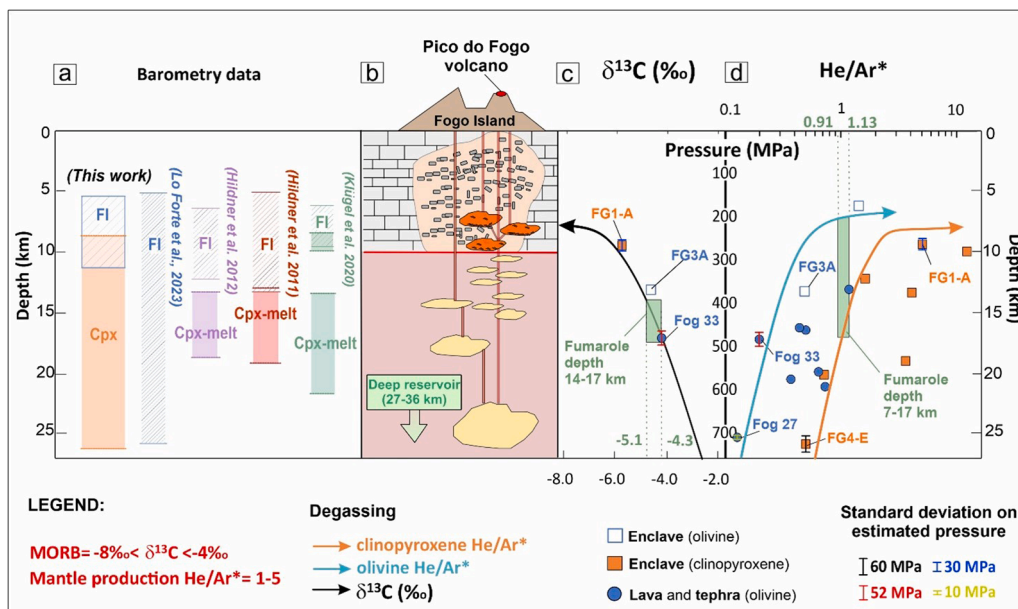 a
Barometry data
b
Pico do Fogo
volcano
Fogo Island
c
δ13C (‰)
d
He/Ar*
0.1
1
10
0.91
1.13
Depth (km)
0
5
10
15
20
25
(This work)
FI
Cpx
(Lo Forte et al., 2023)
FI
(Hildner et al. 2012)
FI
Cpx-melt
(Hildner et al. 2011)
FI
Cpx-melt
(Klügel et al. 2020)
FI
Cpx-melt
Deep reservoir
(27-36 km)
FG1-A
FG3A
Fog 33
Fumarole
depth
14-17 km
-5.1
-4.3
-8.0
-6.0
-4.0
-2.0
Pressure (MPa)
100
200
300
400
500
600
700
FG1-A
FG3A
Fog 33
Fog 27
FG4-E
Fumarole
depth
7-17 km
0
5
10
15
20
25
Depth (km)
LEGEND:
MORB= -8‰< δ13C <-4‰
Mantle production He/Ar*= 1-5
Degassing
clinopyroxene He/Ar*
olivine He/Ar*
δ13C (‰)
Enclave (olivine)
Enclave (clinopyroxene)
Lava and tephra (olivine)
Standard deviation on
estimated pressure
60 MPa
30 MPa
52 MPa
10 MPa